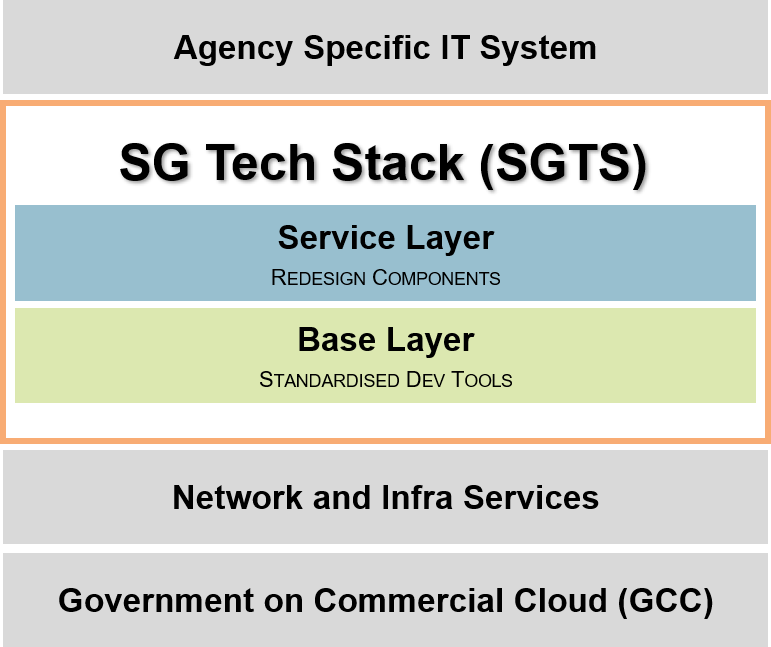 Agency Specific IT System
SG Tech Stack (SGTS)
Service Layer
Redesign Components
Base Layer
Standardised Dev Tools
Network and Infra Services
Government on Commercial Cloud (GCC)